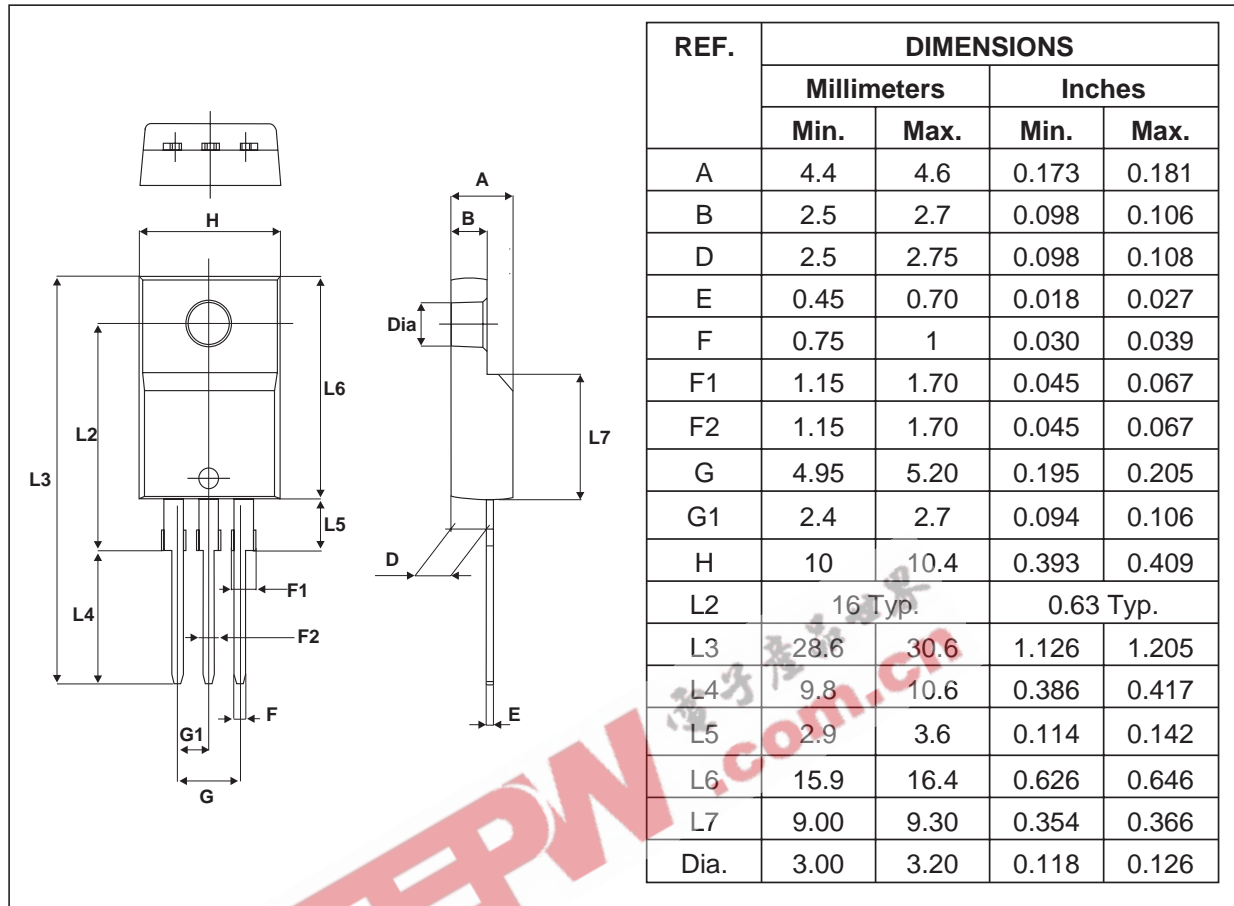 REF. DIMENSIONS
Millimeters Inches
Min. Max. Min. Max.
A 4.4 4.6 0.173 0.181
B 2.5 2.7 0.098 0.106
D 2.5 2.75 0.098 0.108
E 0.45 0.70 0.018 0.027
F 0.75 1 0.030 0.039
F1 1.15 1.70 0.045 0.067
F2 1.15 1.70 0.045 0.067
G 4.95 5.20 0.195 0.205
G1 2.4 2.7 0.094 0.106
H 10 10.4 0.393 0.409
L2 16 Typ. 0.63 Typ.
L3 28.6 30.6 1.126 1.205
L4 9.8 10.6 0.386 0.417
L5 2.9 3.6 0.114 0.142
L6 15.9 16.4 0.626 0.646
L7 9.00 9.30 0.354 0.366
Dia. 3.00 3.20 0.118 0.126
A
B
H
Dia
L6
L2
L7
L3
L5
D
F1
L4
F2
F
E
G1
G
電子產品世界
.com.cn
EEPW